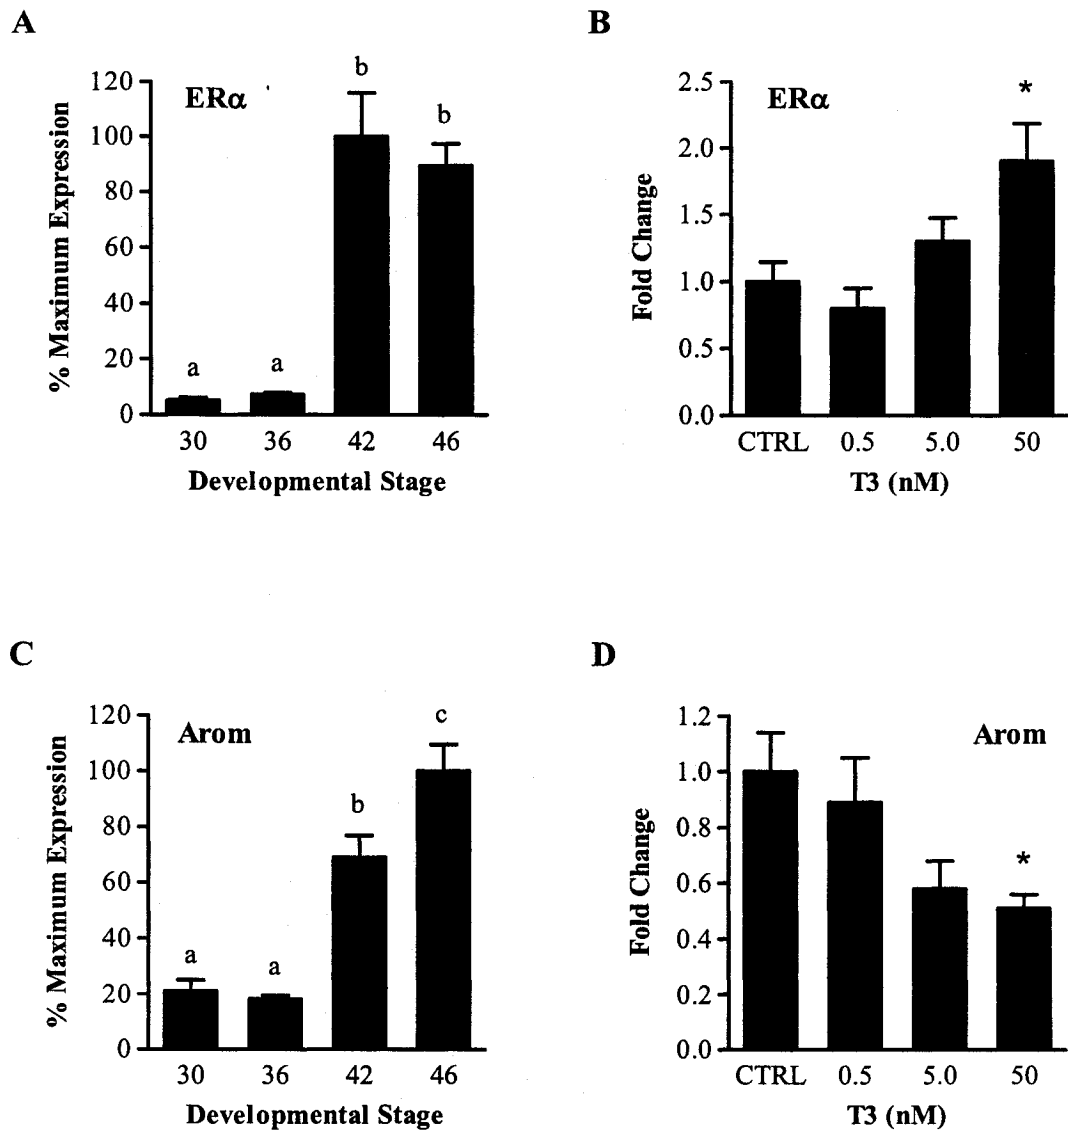 A
ERα
% Maximum Expression
120
100
80
60
40
20
0
a
a
b
b
30 36 42 46
Developmental Stage
B
ERα
Fold Change
2.5
2.0
1.5
1.0
0.5
0.0
*
CTRL 0.5 5.0 50
T3 (nM)
C
Arom
% Maximum Expression
120
100
80
60
40
20
0
a
a
b
c
30 36 42 46
Developmental Stage
D
Arom
Fold Change
1.2
1.0
0.8
0.6
0.4
0.2
0.0
*
CTRL 0.5 5.0 50
T3 (nM)